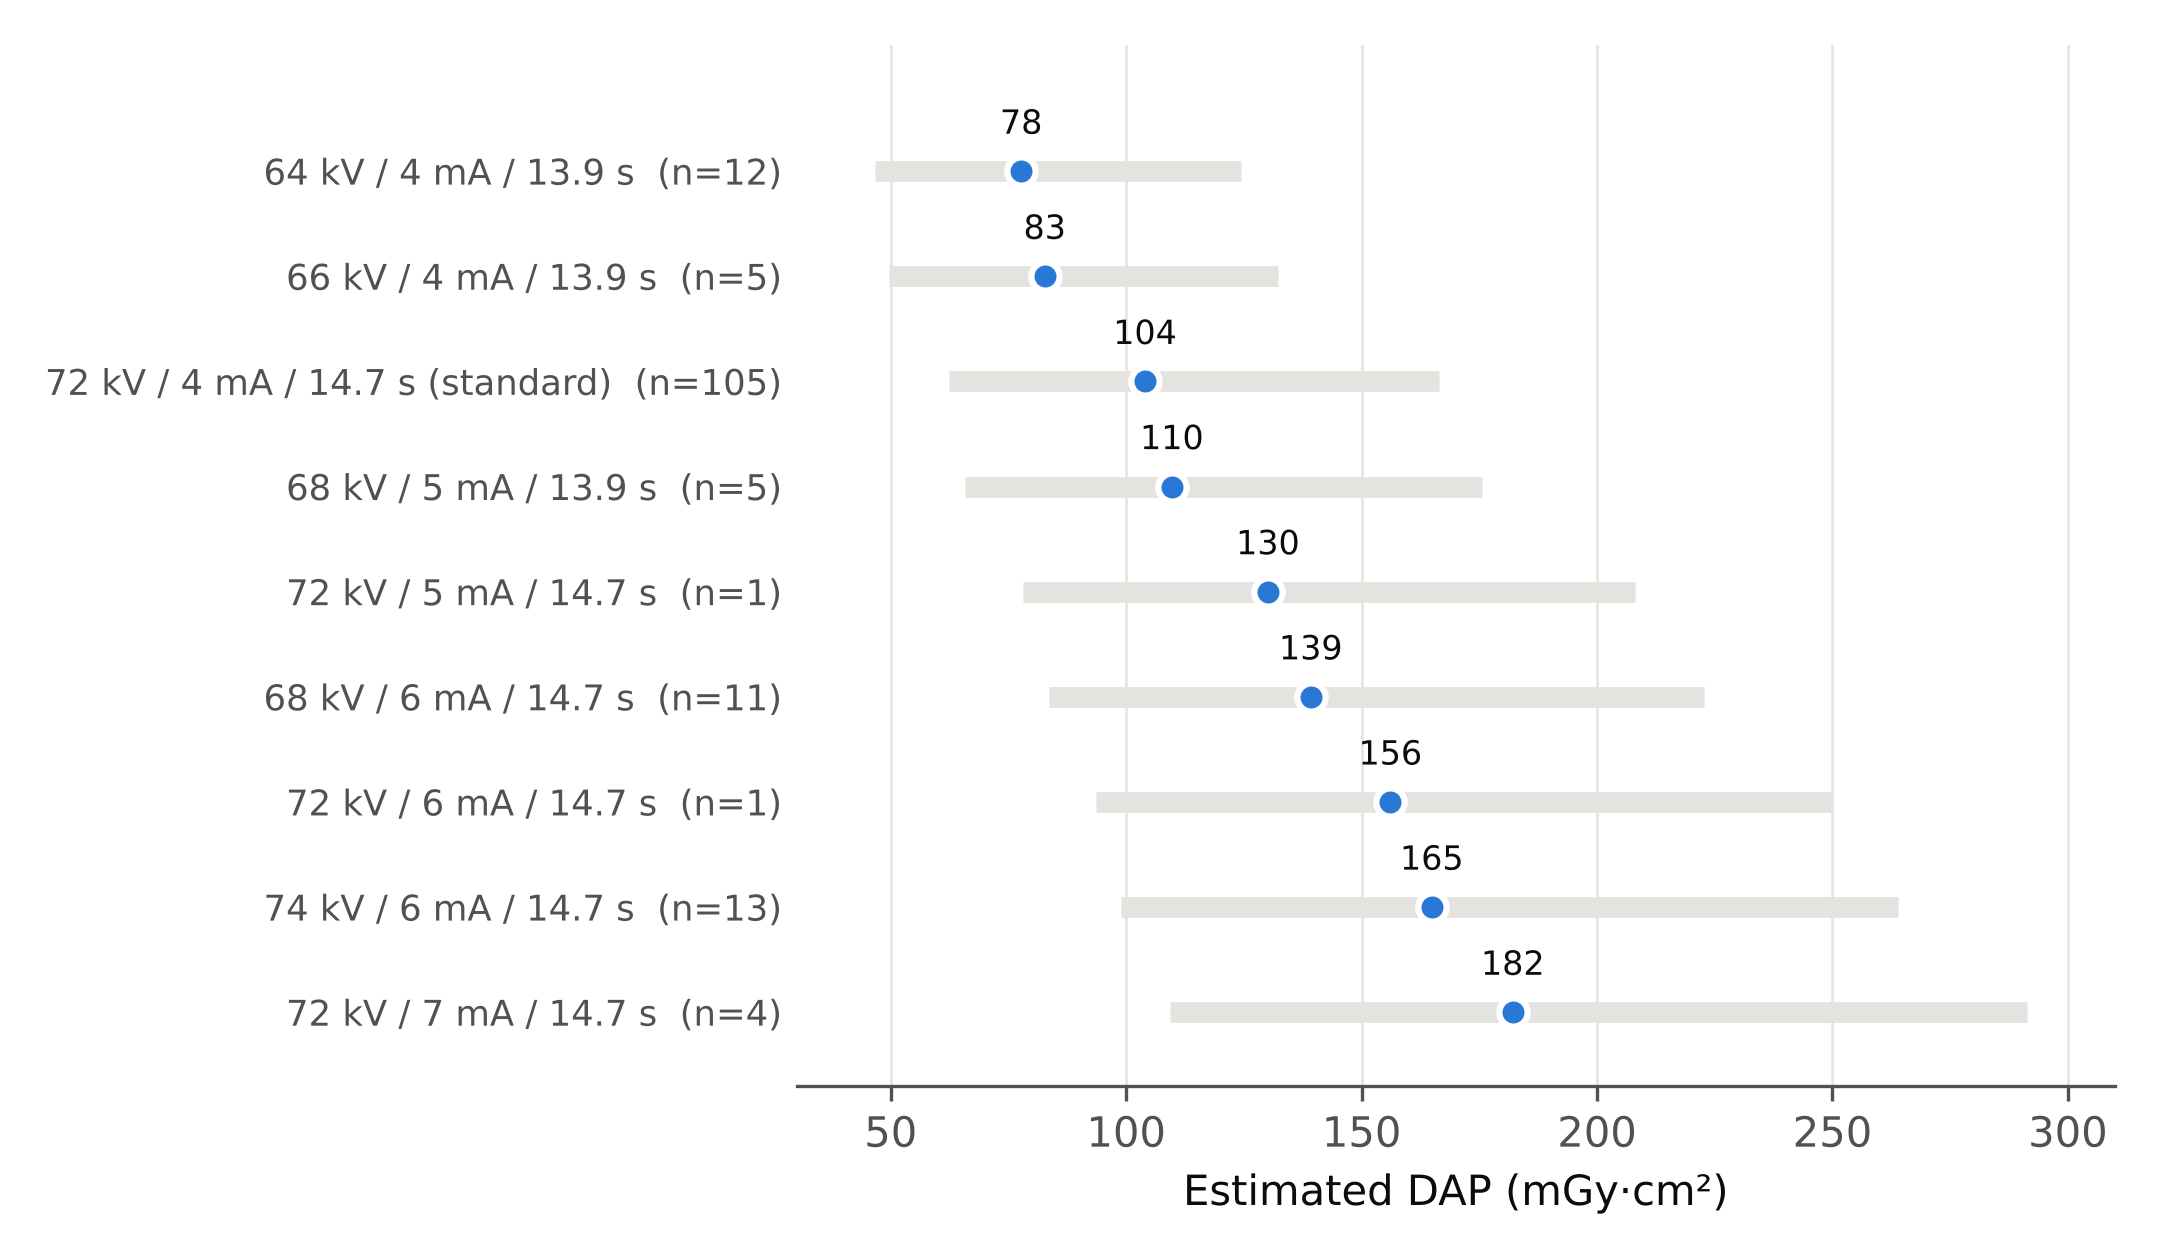 78
64 kV / 4 mA / 13.9 s (n=12)
83
66 kV / 4 mA / 13.9 s (n=5)
104
72 kV / 4 mA / 14.7 s (standard) (n=105)
110
68 kV / 5 mA / 13.9 s (n=5)
130
72 kV / 5 mA / 14.7 s (n=1)
139
68 kV / 6 mA / 14.7 s (n=11)
156
72 kV / 6 mA / 14.7 s (n=1)
165
74 kV / 6 mA / 14.7 s (n=13)
182
72 kV / 7 mA / 14.7 s (n=4)
50 100 150 200 250 300
Estimated DAP (mGy·cm²)